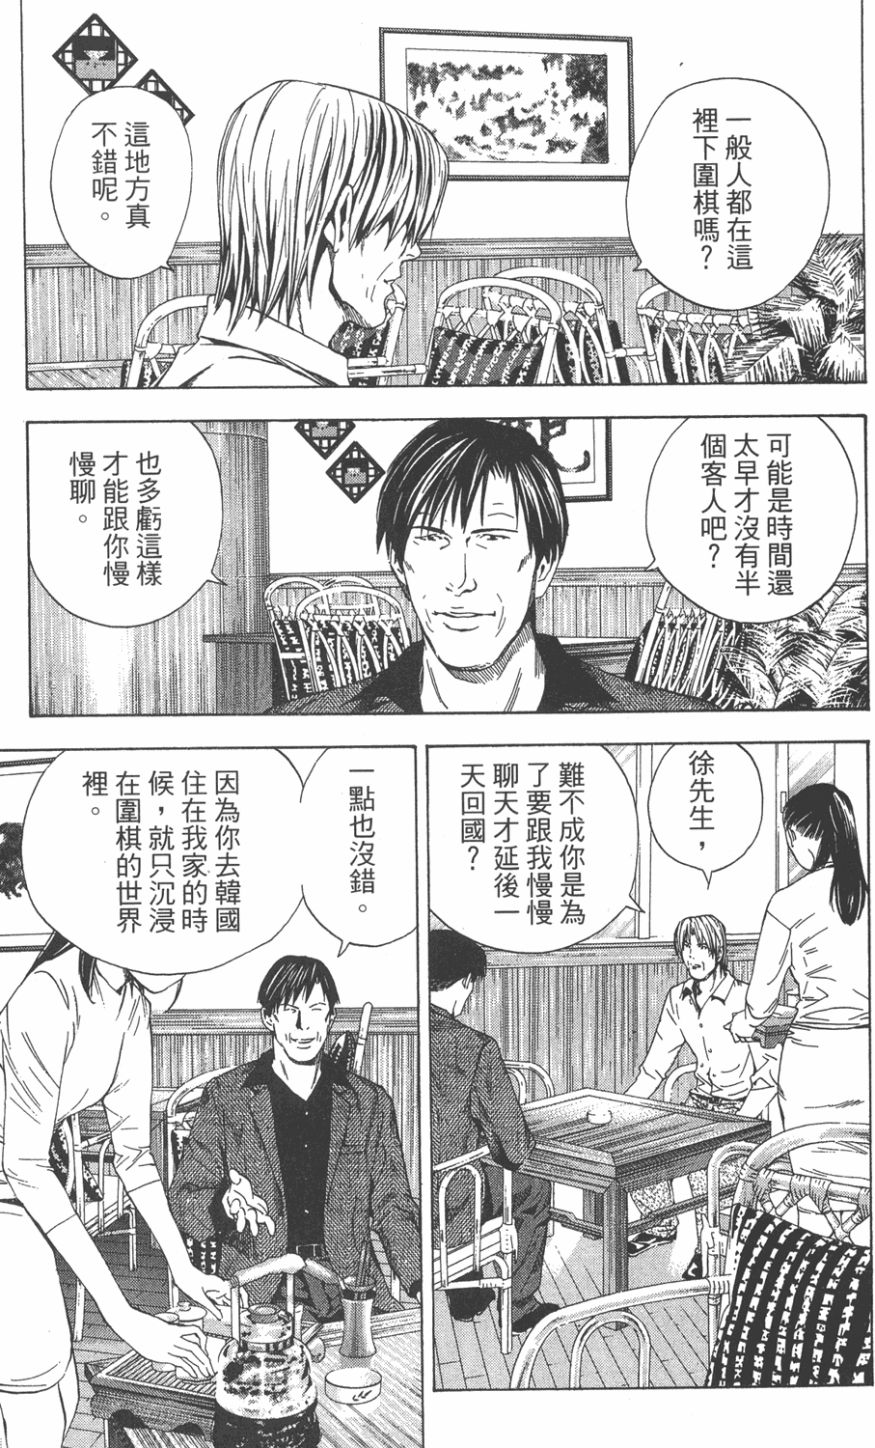 一般人都在這
裡下圍棋嗎？
這地方真
不錯呢。
可能是時間還
太早才沒有半
個客人吧？
也多虧這樣
才能跟你慢
慢聊。
徐先生，
難不成你是為
了要跟我慢慢
聊天才延後一
天回國？
一點也沒錯。
因為你去韓國
住在我家的時
候，就只沉浸
在圍棋的世界
裡。